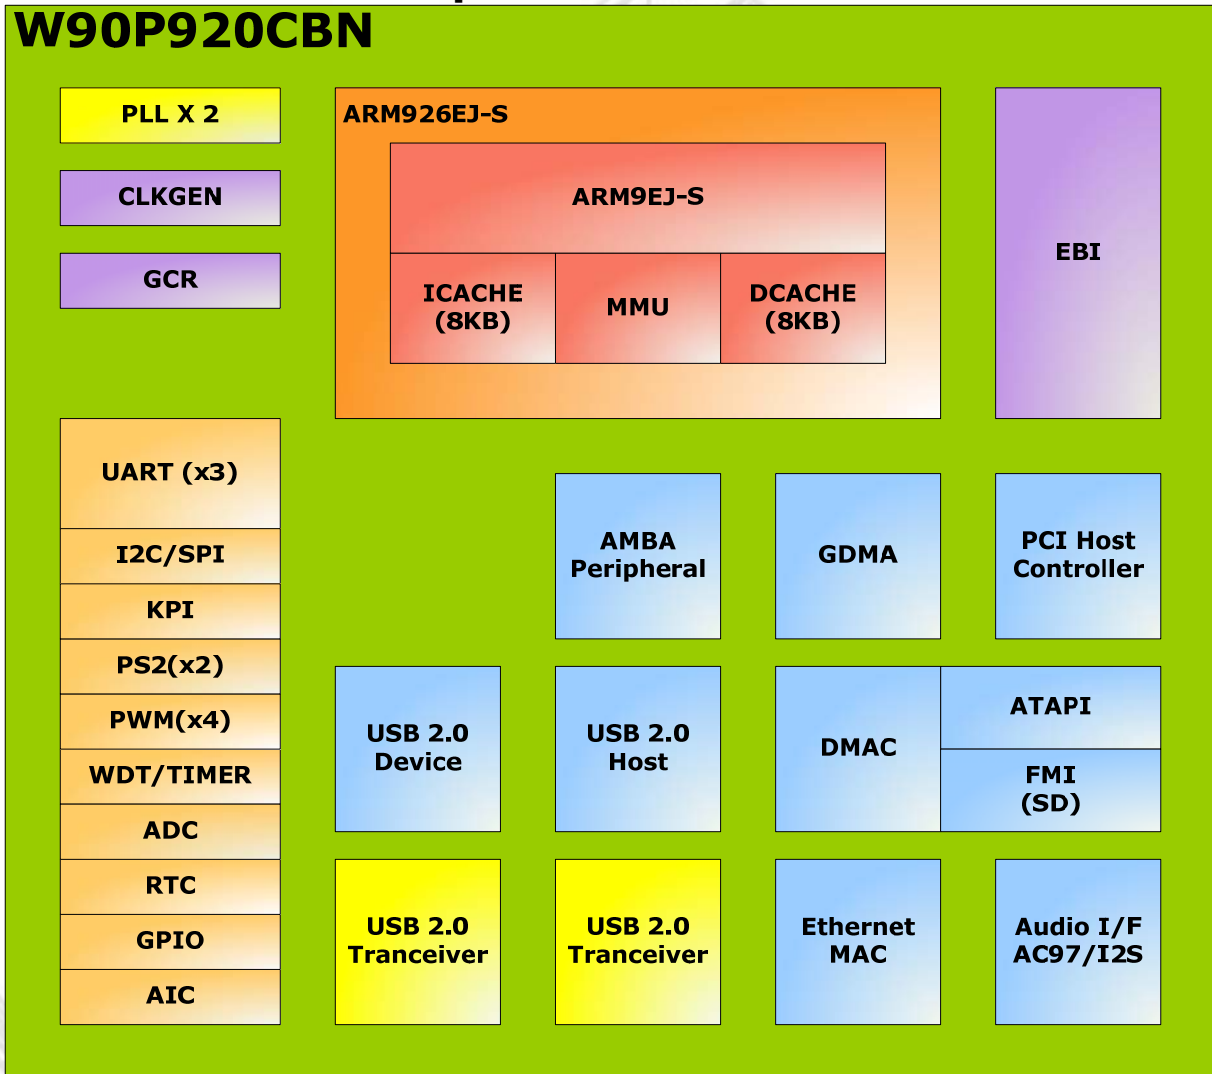 W90P920CBN
PLL X 2
CLKGEN
GCR
ARM926EJ-S
ARM9EJ-S
ICACHE
(8KB)
MMU
DCACHE
(8KB)
EBI
UART (x3)
I2C/SPI
KPI
PS2(x2)
PWM(x4)
WDT/TIMER
ADC
RTC
GPIO
AIC
AMBA
Peripheral
GDMA
PCI Host
Controller
USB 2.0
Device
USB 2.0
Host
DMAC
ATAPI
FMI
(SD)
USB 2.0
Tranceiver
USB 2.0
Tranceiver
Ethernet
MAC
Audio I/F
AC97/I2S